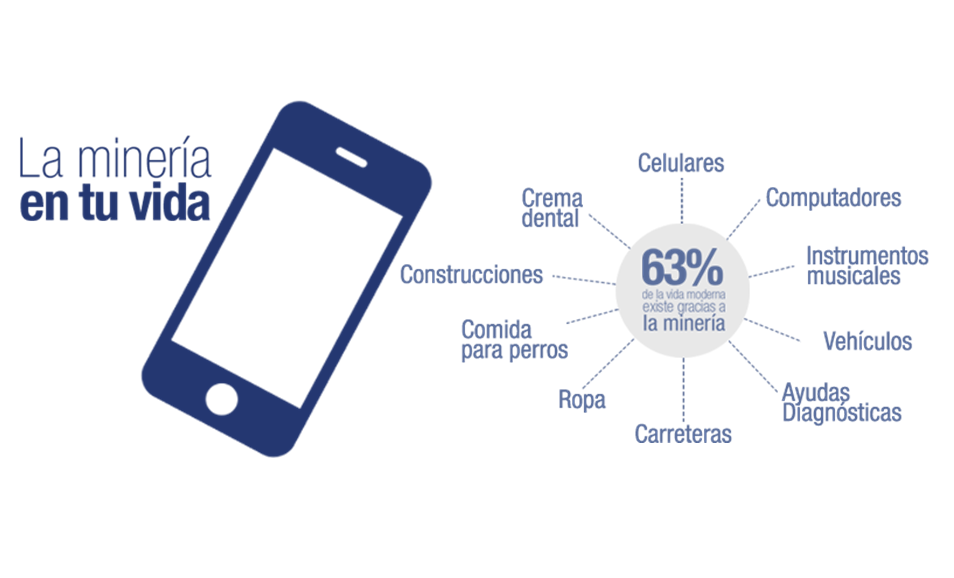 La minería
en tu vida
Celulares
Computadores
Instrumentos
musicales
Vehículos
Ayudas
Diagnósticas
Carreteras
Ropa
Comida
para perros
Construcciones
Crema
dental
63%
de la vida moderna
existe gracias a
la minería